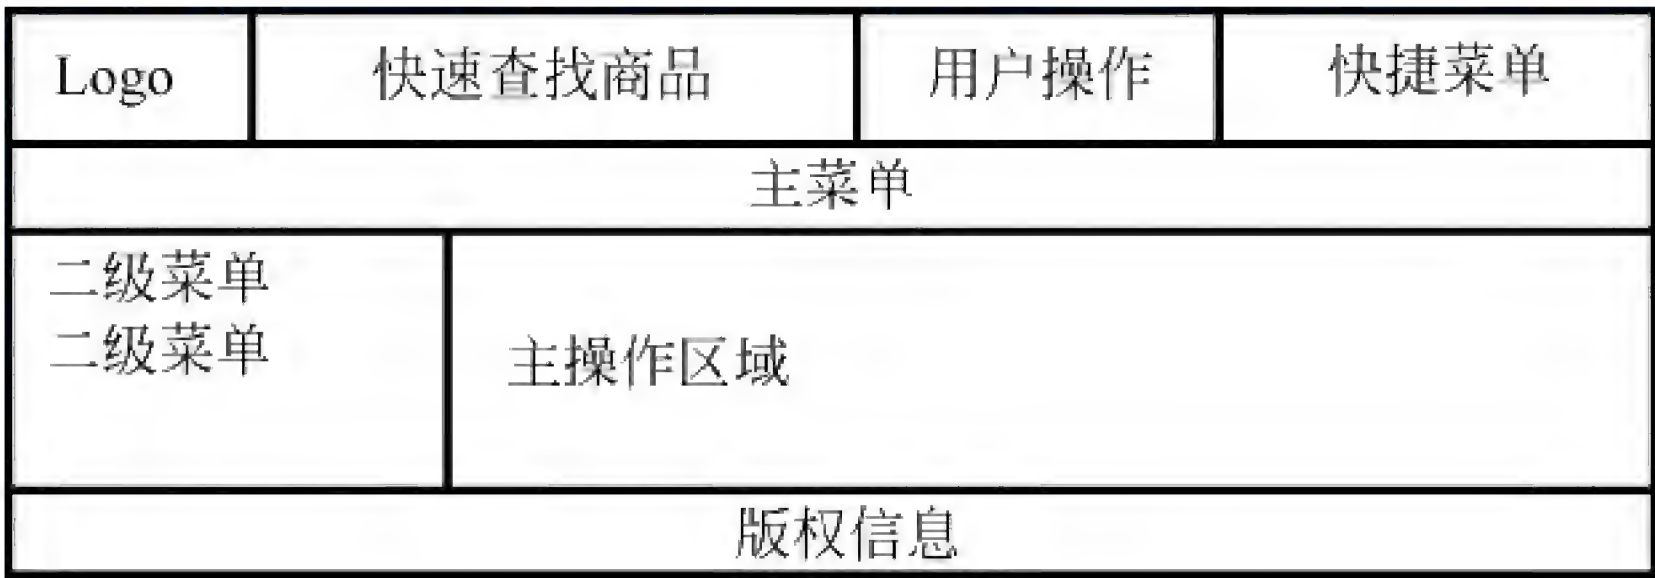 Logo
快速查找商品
用户操作
快捷菜单
主菜单
二级菜单
二级菜单
主操作区域
版权信息